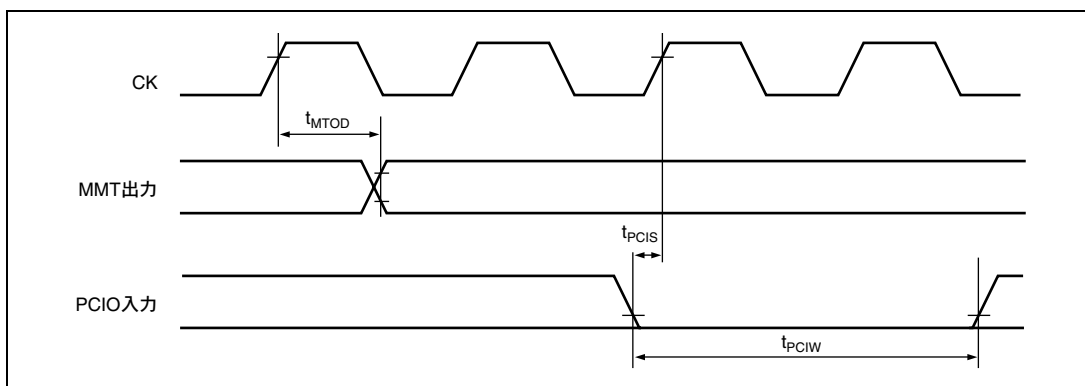 CK
tMTOD
MMT出力
tPCIS
PCIO入力
tPCIW